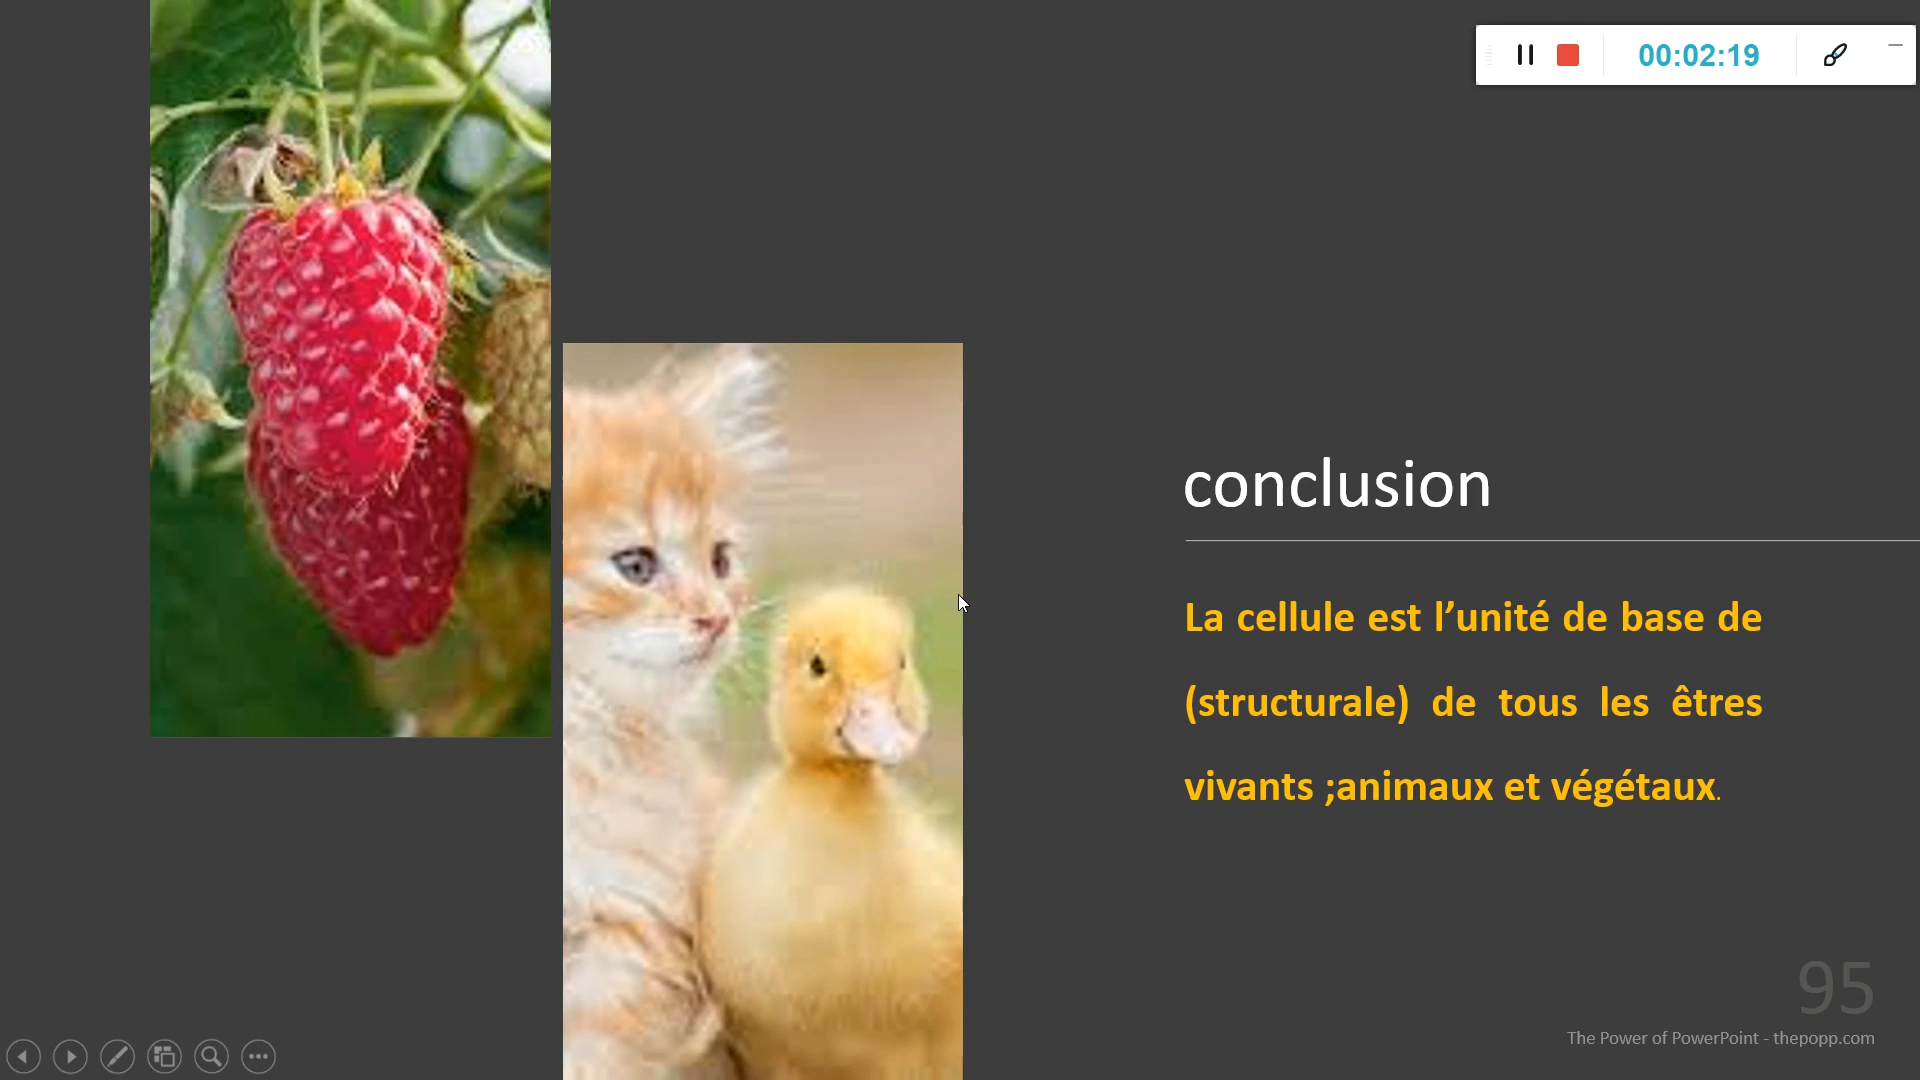 00:02:19
conclusion
La cellule est l’unité de base de
(structurale) de tous les êtres
vivants ;animaux et végétaux.
95
The Power of PowerPoint - thepopp.com